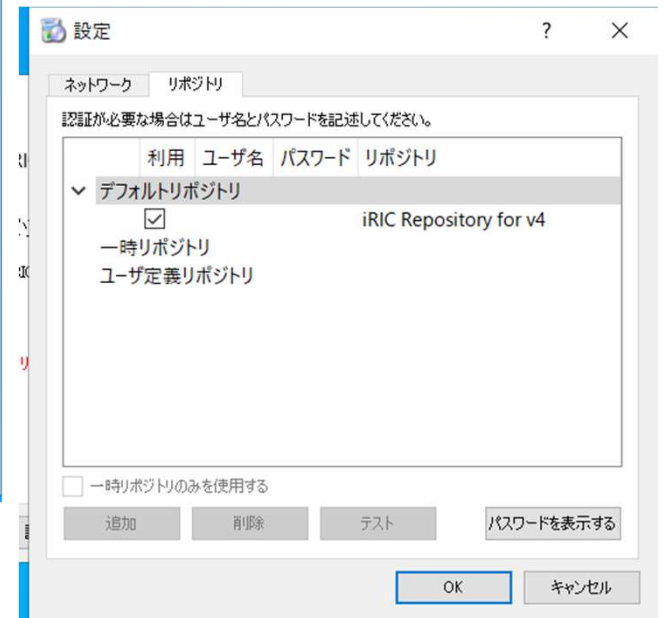 設定
?
ネットワーク リポジトリ
認証が必要な場合はユーザ名とパスワードを記述してください。
利用 ユーザ名 パスワード リポジトリ
デフォルトリポジトリ
iRIC Repository for v4
一時リポジトリ
ユーザ定義リポジトリ
一時リポジトリのみを使用する
追加 削除 テスト パスワードを表示する
OK キャンセル